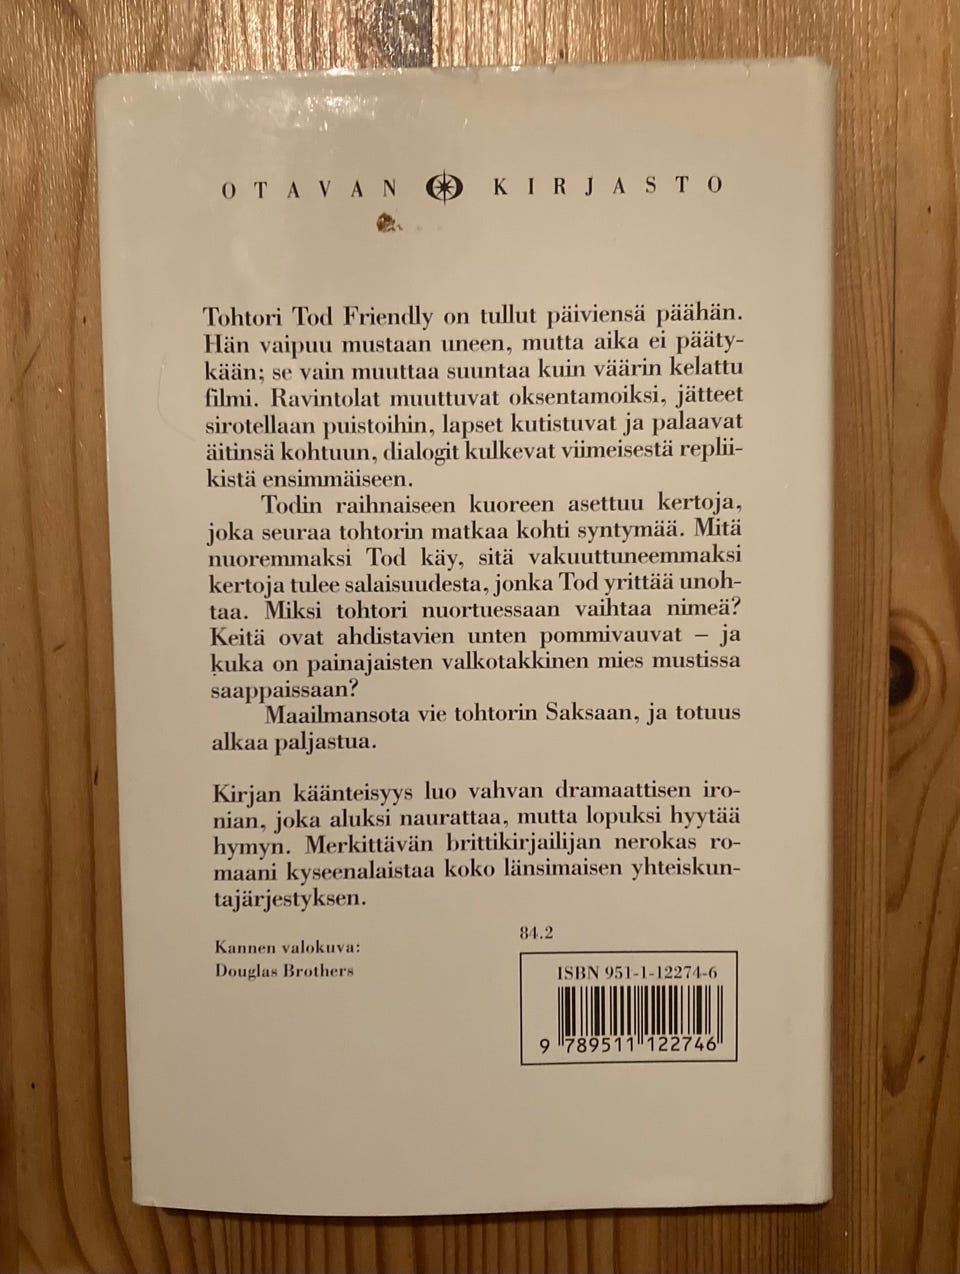 OTAVAN KIRJASTO
Tohtori Tod Friendly on tullut päiviensä päähän.
Hän vaipuu mustaan uneen, mutta aika ei pääty-
kään; se vain muuttaa suuntaa kuin väärin kelattu
filmi. Ravintolat muuttuvat oksentamoiksi, jätteet
sirotellaan puistoihin, lapset kutistuvat ja palaavat
äitinsä kohtuun, dialogit kulkevat viimeisestä replii-
kistä ensimmäiseen.
Todin raihnaiseen kuoreen asettuu kertoja,
joka seuraa tohtorin matkaa kohti syntymää. Mitä
nuoremmaksi Tod käy, sitä vakuuttuneemmaksi
kertoja tulee salaisuudesta, jonka Tod yrittää unoh-
taa. Miksi tohtori nuortuessaan vaihtaa nimeä?
Keitä ovat ahdistavien unten pommivauvat – ja
kuka on painajaisten valkotakkinen mies mustissa
saappaissaan?
Maailmansota vie tohtorin Saksaan, ja totuus
alkaa paljastua.
Kirjan käänteisyys luo vahvan dramaattisen iro-
nian, joka aluksi naurattaa, mutta lopuksi hyytää
hymyn. Merkittävän brittikirjailijan nerokas ro-
maani kyseenalaistaa koko länsimaisen yhteiskun-
tajärjestyksen.
Kannen valokuva:
Douglas Brothers
84.2
ISBN 951-1-12274-6
9 789511 122746